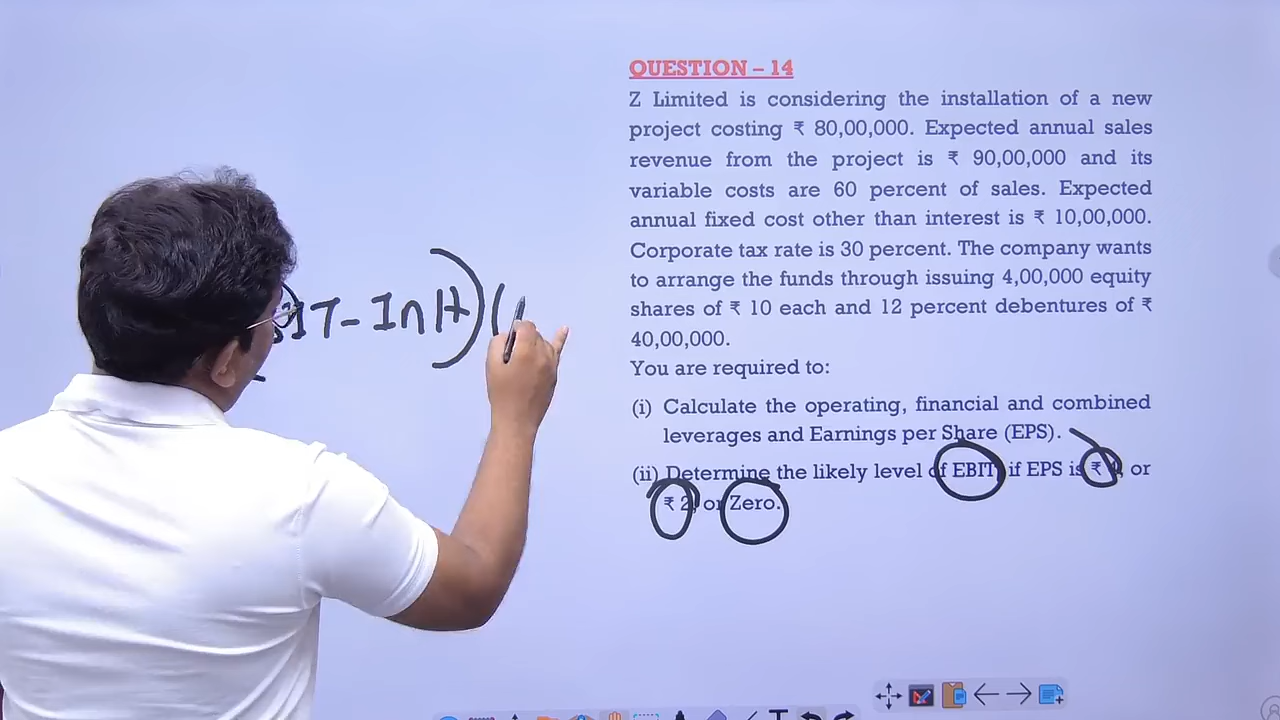 QUESTION – 14
Z Limited is considering the installation of a new
project costing ₹ 80,00,000. Expected annual sales
revenue from the project is ₹ 90,00,000 and its
variable costs are 60 percent of sales. Expected
annual fixed cost other than interest is ₹ 10,00,000.
Corporate tax rate is 30 percent. The company wants
to arrange the funds through issuing 4,00,000 equity
shares of ₹ 10 each and 12 percent debentures of ₹
40,00,000.
You are required to:
(i) Calculate the operating, financial and combined
leverages and Earnings per Share (EPS).
(ii) Determine the likely level of EBIT, if EPS is ₹ or
₹ 2, or Zero.
IT - Int) (